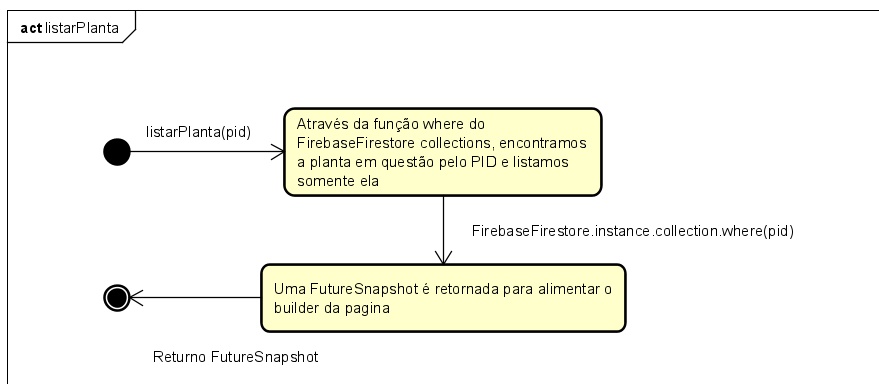 act listarPlanta
listarPlanta(pid)
Através da função where do
FirebaseFirestore collections, encontramos
a planta em questão pelo PID e listamos
somente ela
FirebaseFirestore.instance.collection.where(pid)
Uma FutureSnapshot é retornada para alimentar o
builder da pagina
Returno FutureSnapshot